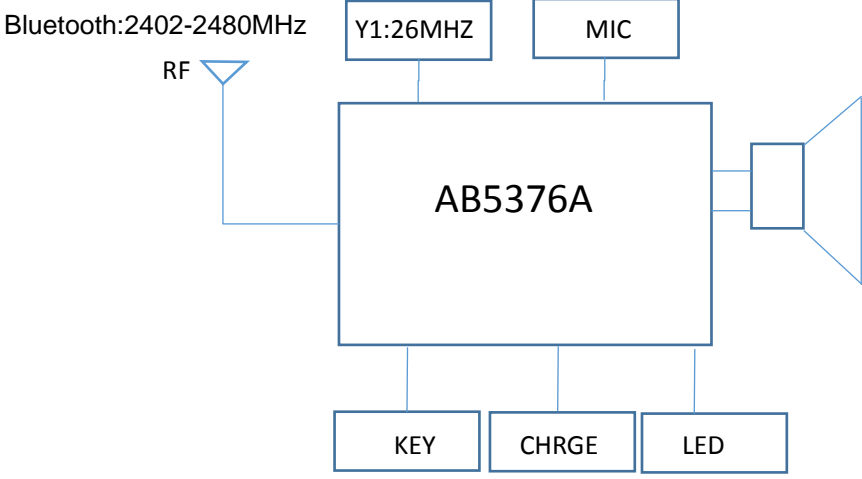 Bluetooth:2402-2480MHz
Y1:26MHZ
MIC
RF
AB5376A
KEY
CHRGE
LED